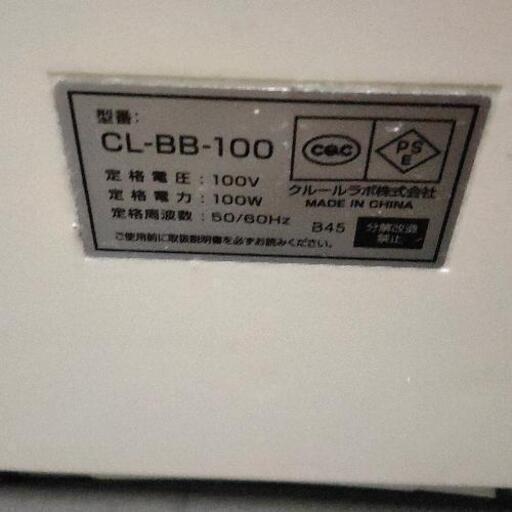 型番:
CL-BB-100
定格電圧: 100V
定格電力: 100W
定格周波数: 50/60Hz
ご使用前に取扱説明書を必ずお読みください。
CQC
PS
E
クルールラボ株式会社
MADE IN CHINA
B45
分解改造
禁止